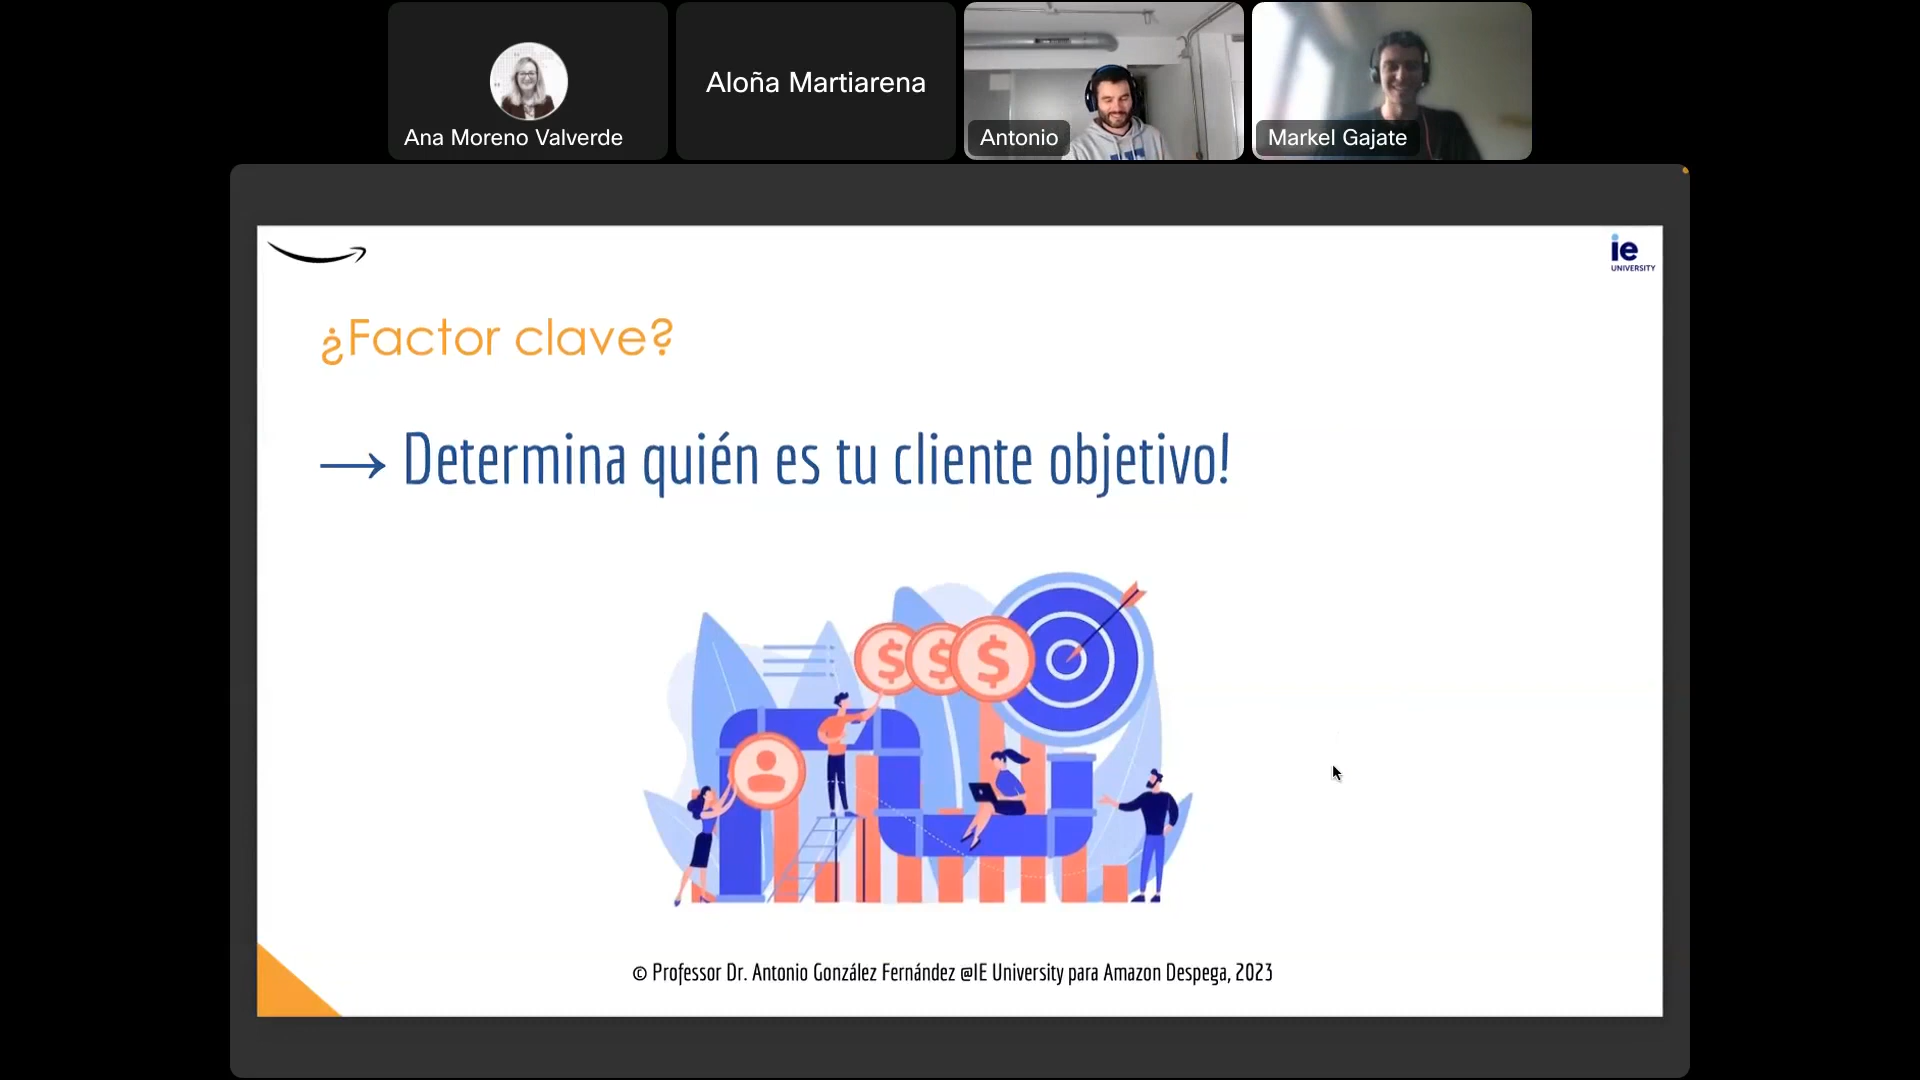 Ana Moreno Valverde
Aloña Martiarena
Antonio
Markel Gajate
ie
UNIVERSITY
¿Factor clave?
→ Determina quién es tu cliente objetivo!
$ $ $
© Professor Dr. Antonio González Fernández @IE University para Amazon Despega, 2023